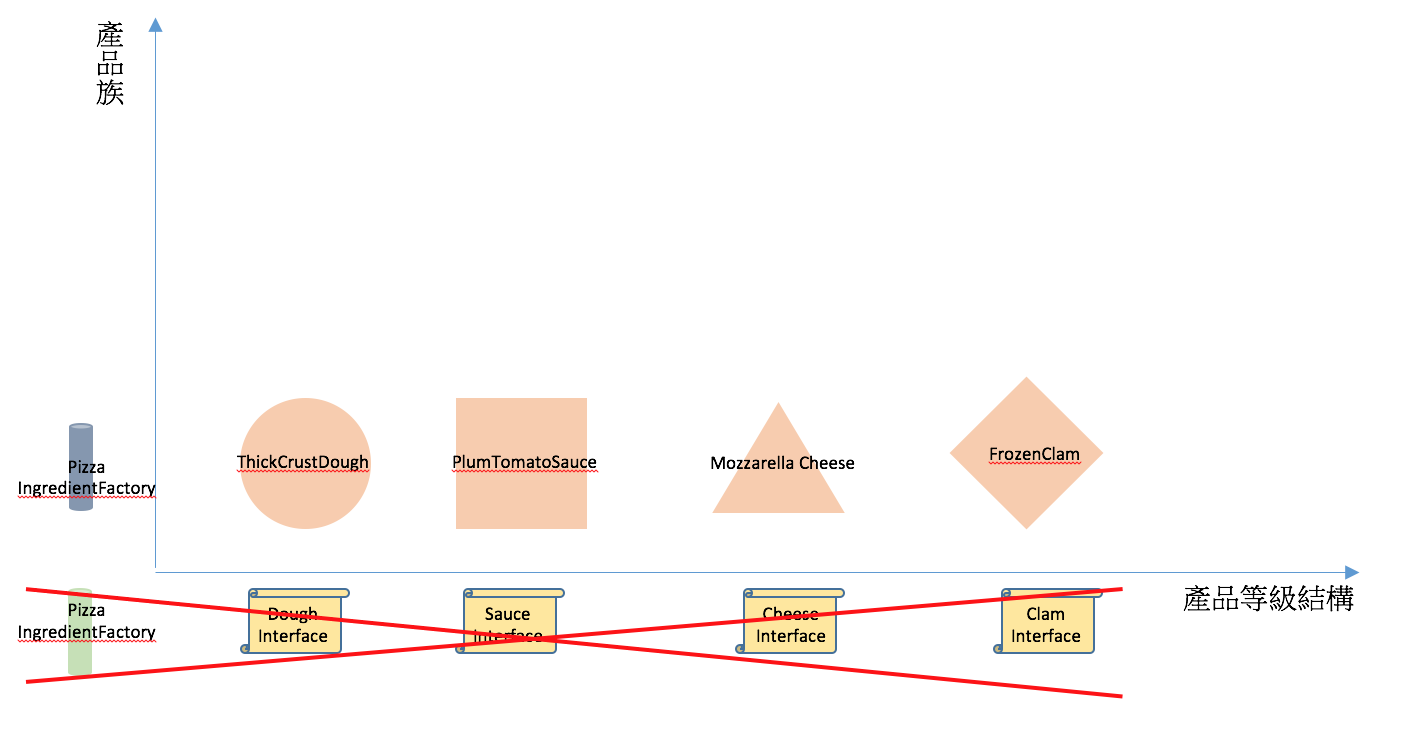 產
品
族
ThickCrustDough
PlumTomatoSauce
Mozzarella Cheese
FrozenClam
Pizza
IngredientFactory
產品等級結構
Pizza
IngredientFactory
Dough
Interface
Sauce
Interface
Cheese
Interface
Clam
Interface